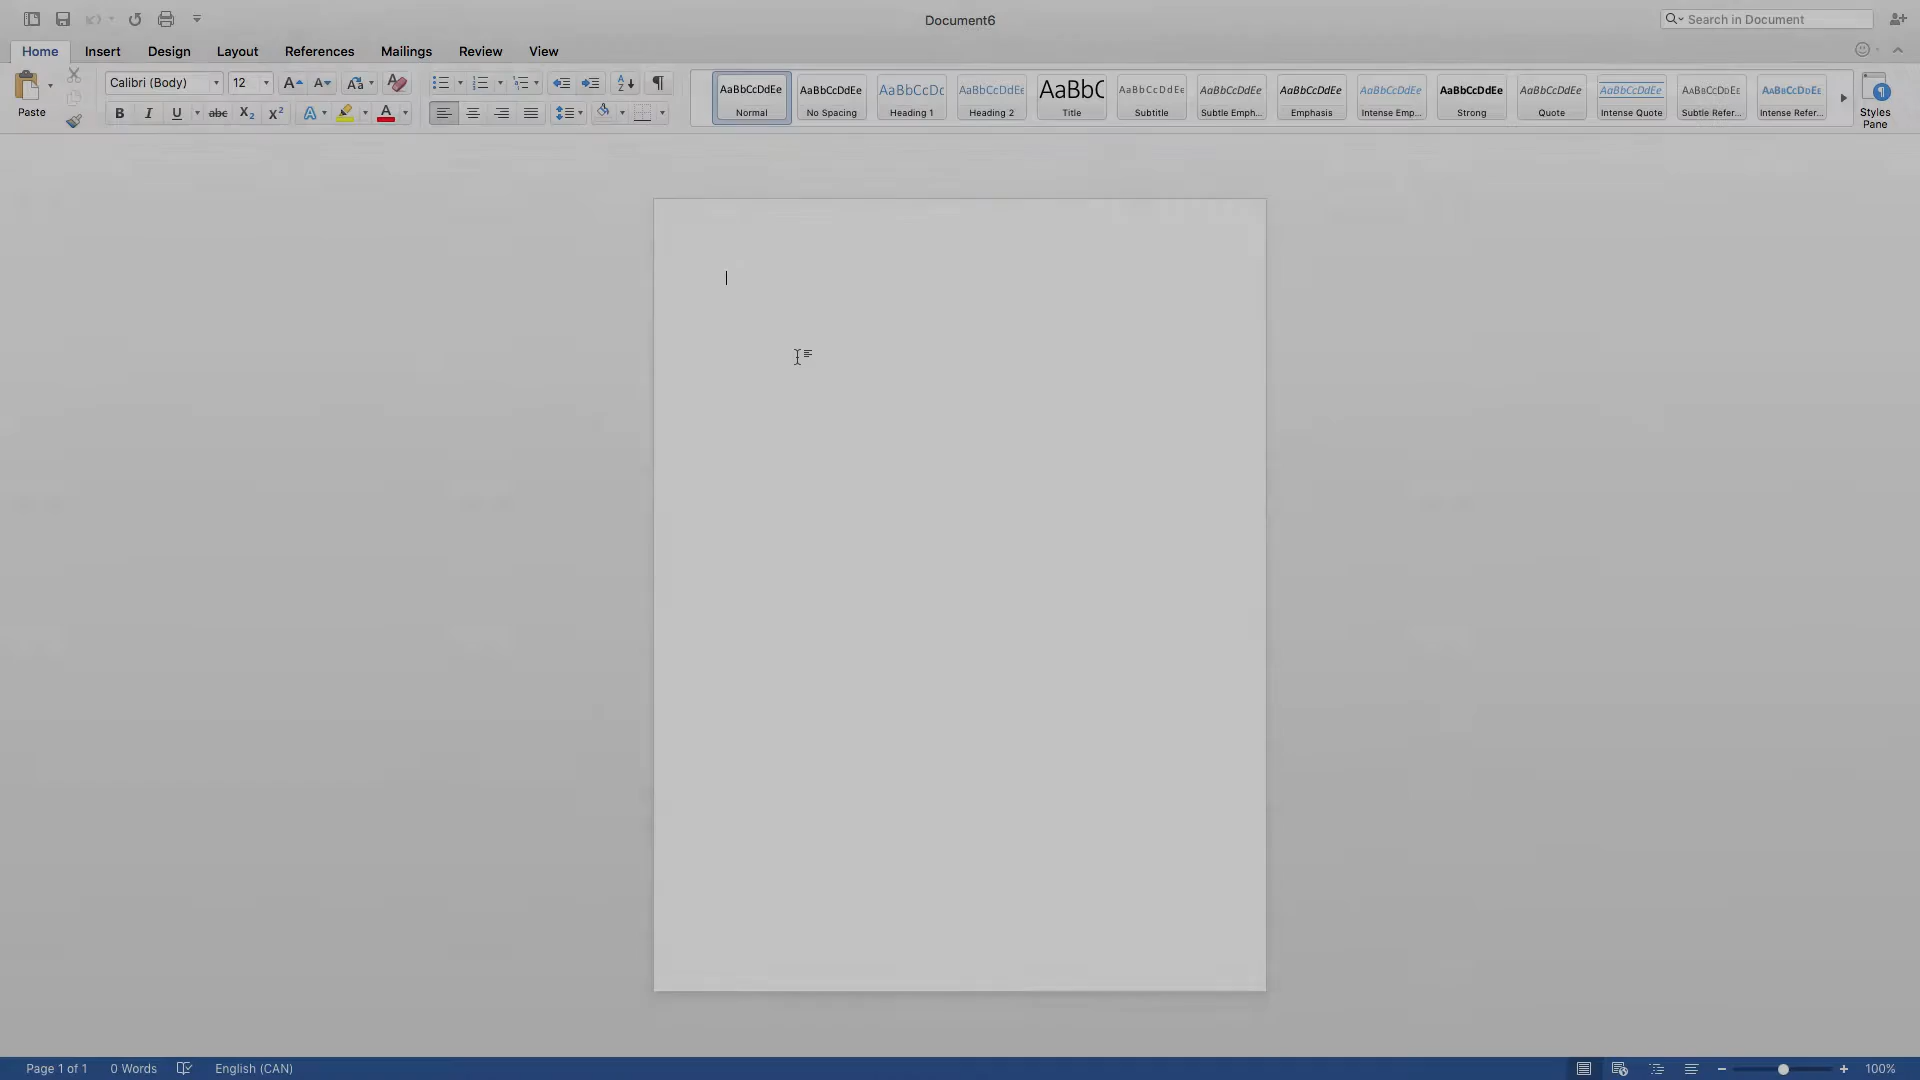 Document6
Search in Document
Home Insert Design Layout References Mailings Review View
Paste
Calibri (Body) 12
B I U abc X2 X2 A A
AaBbCcDdEe AaBbCcDdEe AaBbCcDc AaBbCcDdEe AaBbC AaBbCcDdEe AaBbCcDdEe AaBbCcDdEe AaBbCcDdEe AaBbCcDdEe AaBbCcDdEe AaBbCcDdEe AaBbCcDdEe AaBbCcDdEe
Normal No Spacing Heading 1 Heading 2 Title Subtitle Subtle Emph... Emphasis Intense Emp... Strong Quote Intense Quote Subtle Refer... Intense Refer...
Styles
Pane
Page 1 of 1 0 Words English (CAN) 100%